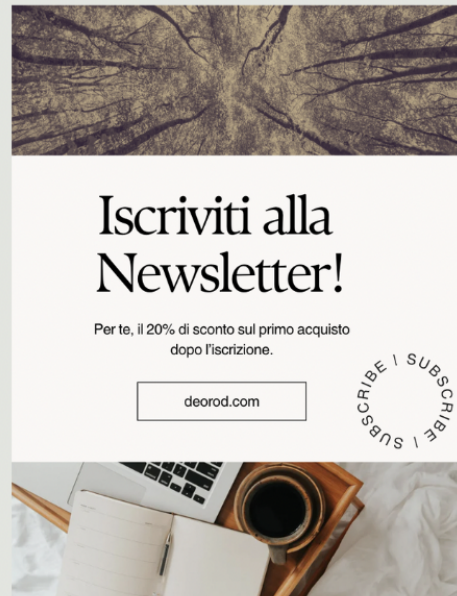 Iscriviti alla
Newsletter!
Per te, il 20% di sconto sul primo acquisto
dopo l'iscrizione.
deorod.com
SUBSCRIBE / SUBSCRIBE /